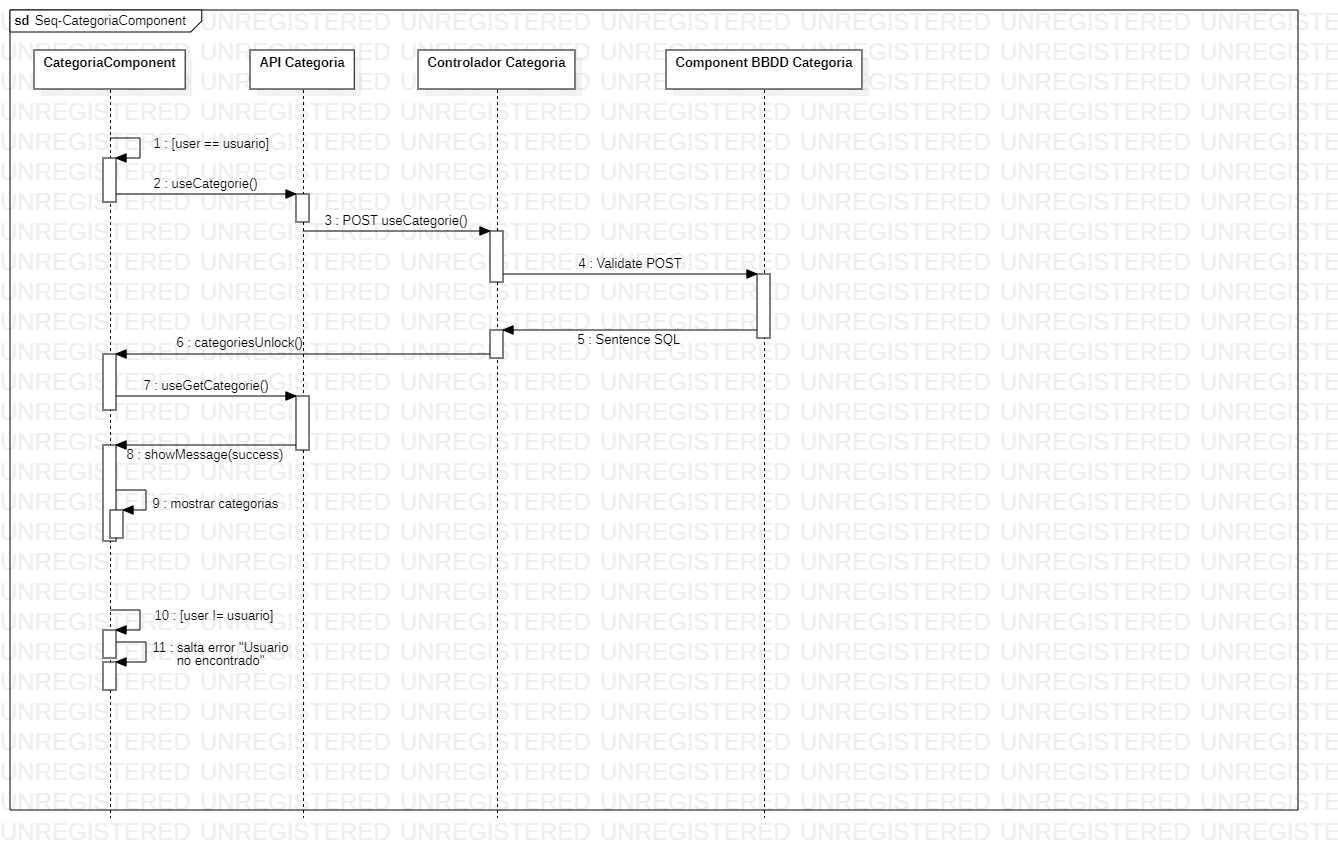 sd Seq-CategoriaComponent
CategoriaComponent
API Categoria
Controlador Categoria
Component BBDD Categoria
1 : [user == usuario]
2 : useCategorie()
3 : POST useCategorie()
4 : Validate POST
5 : Sentence SQL
6 : categoriesUnlock()
7 : useGetCategorie()
8 : showMessage(success)
9 : mostrar categorias
10 : [user != usuario]
11 : salta error "Usuario
no encontrado"
UNREGISTERED UNREGISTERED UNREGISTERED UNREGISTERED UNREGISTERED UNREGISTERED UNREGISTERED